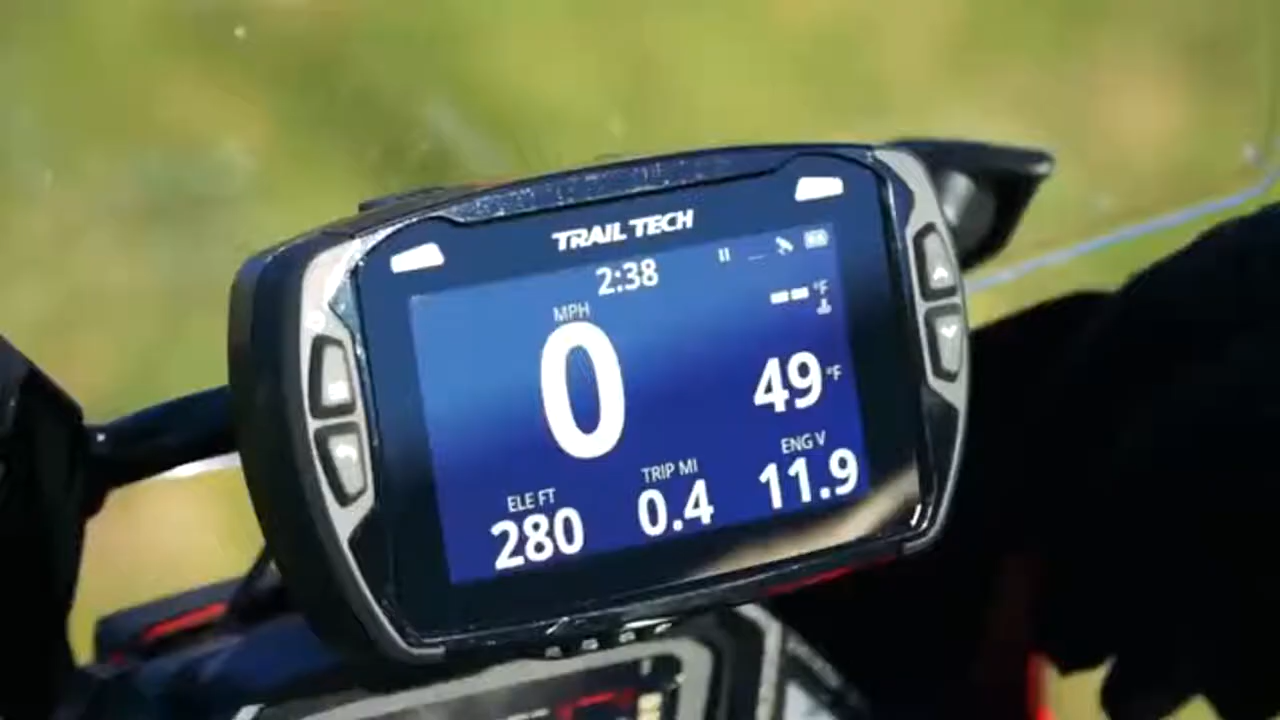 TRAIL TECH
2:38
MPH
0
-- °F
49 °F
ELE FT
280
TRIP MI
0.4
ENG V
11.9